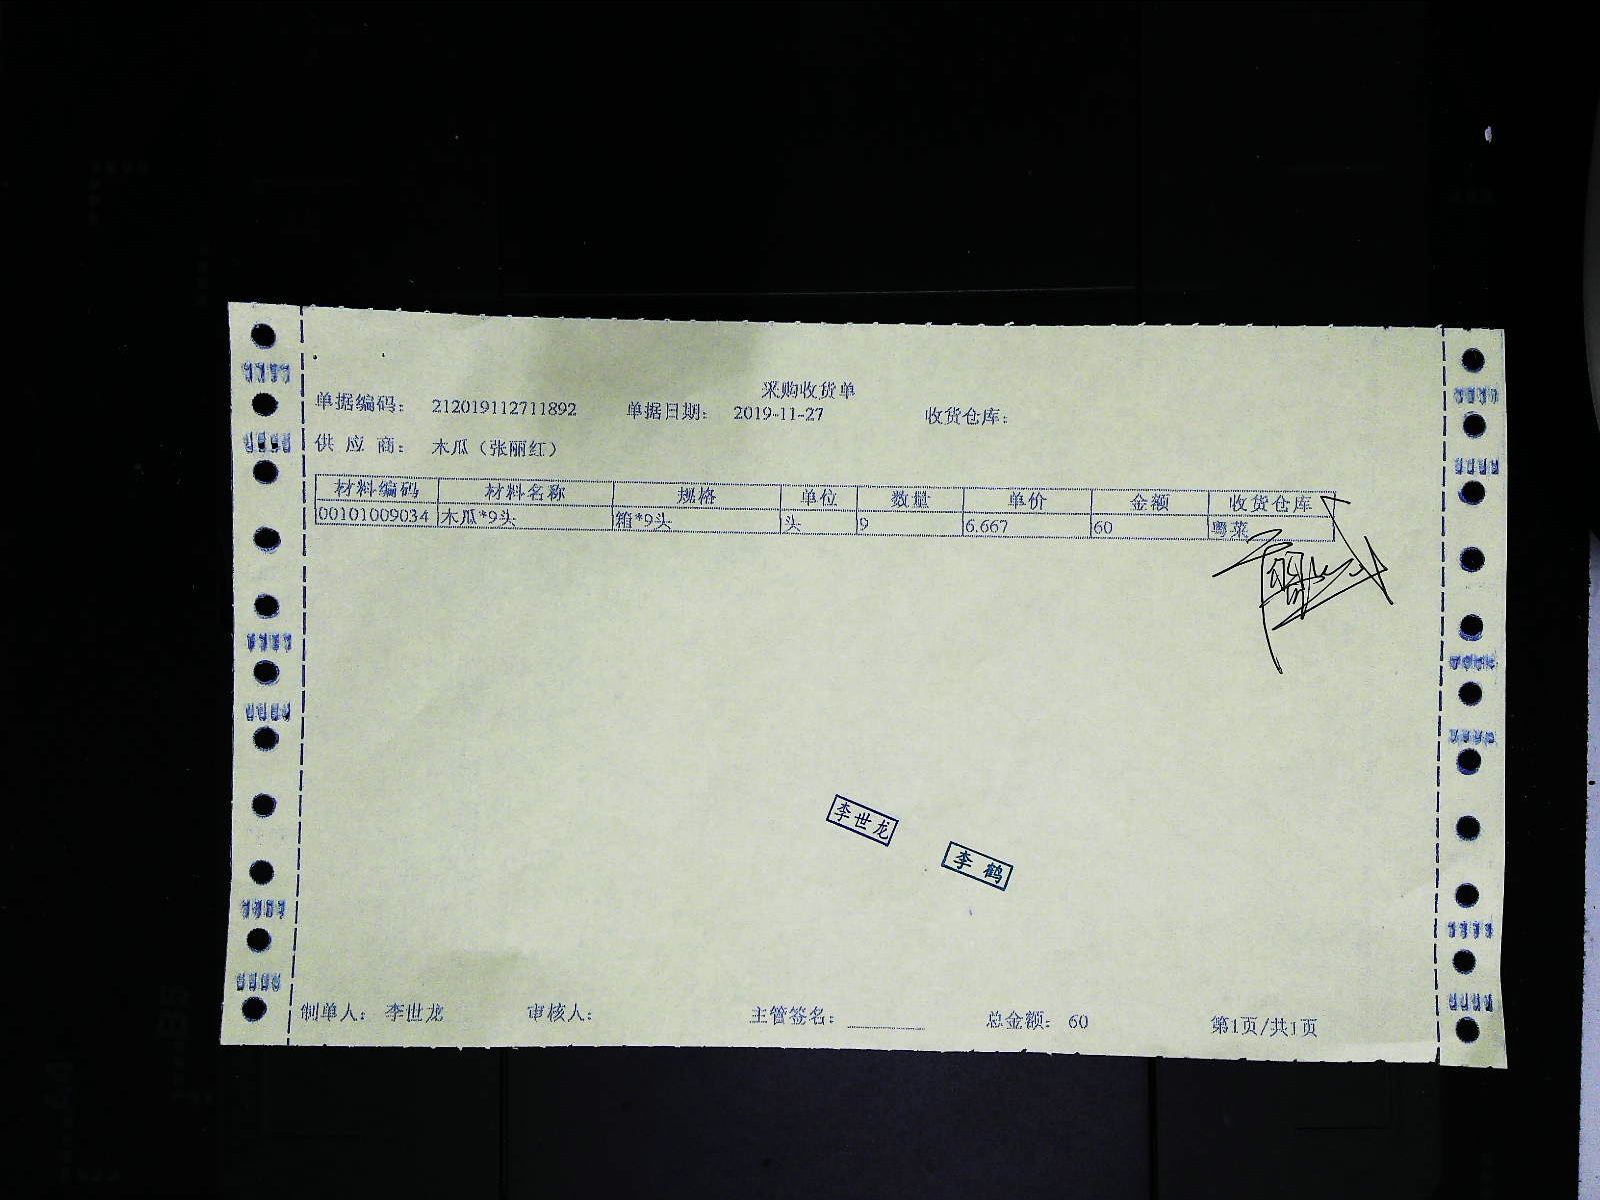 采购收货单
单据编码： 212019112711892 单据日期： 2019-11-27 收货仓库：
供 应 商： 木瓜（张丽红）
材料编码 材料名称 规格 单位 数量 单价 金额 收货仓库
00101009034 木瓜*9头 箱*9头 头 9 6.667 60 粤菜
李世龙
李鹤
制单人： 李世龙 审核人： 主管签名： 总金额： 60 第1页/共1页